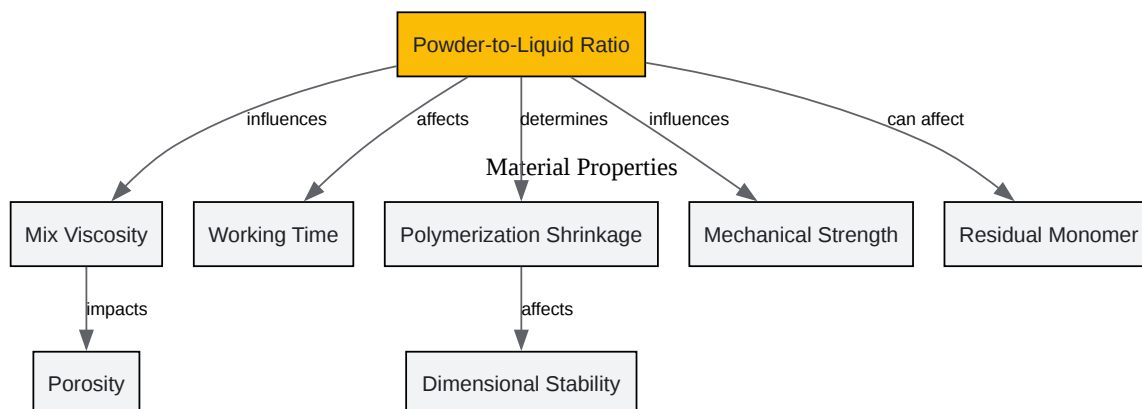 Powder-to-Liquid Ratio
influences
affects
determines
influences
can affect
Material Properties
Mix Viscosity
Working Time
Polymerization Shrinkage
Mechanical Strength
Residual Monomer
impacts
affects
Porosity
Dimensional Stability